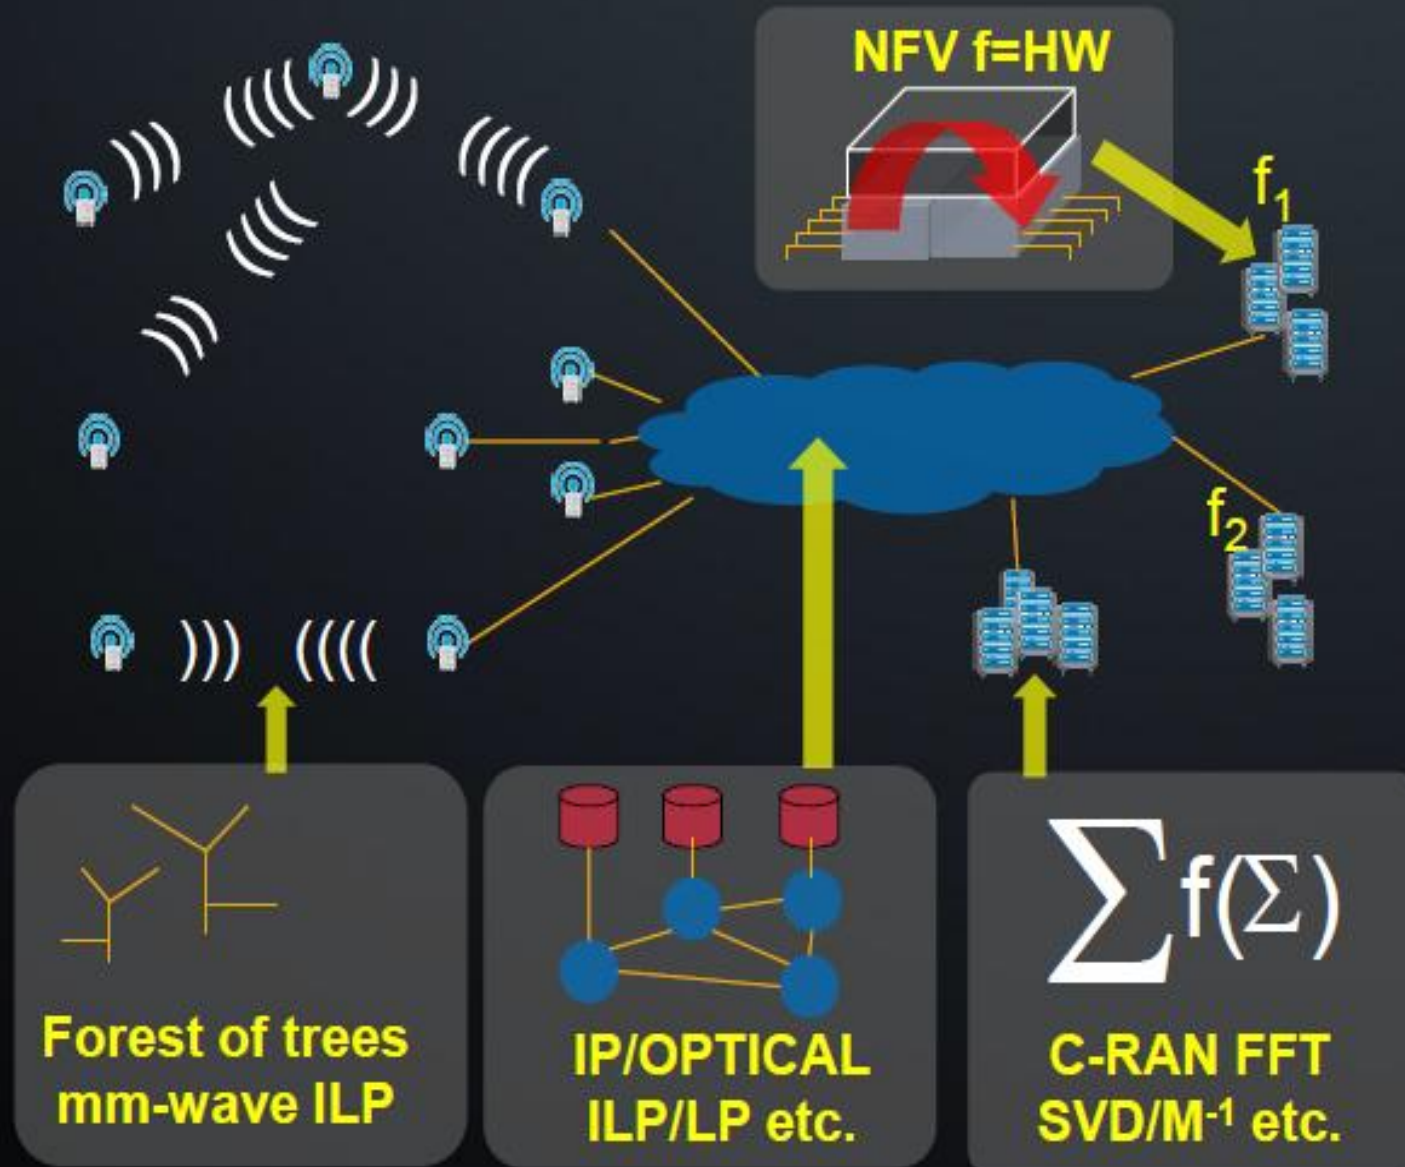 NFV f=HW
f₁
f₂
))) ((((
∑f(∑)
Forest of trees
mm-wave ILP
IP/OPTICAL
ILP/LP etc.
C-RAN FFT
SVD/M⁻¹ etc.